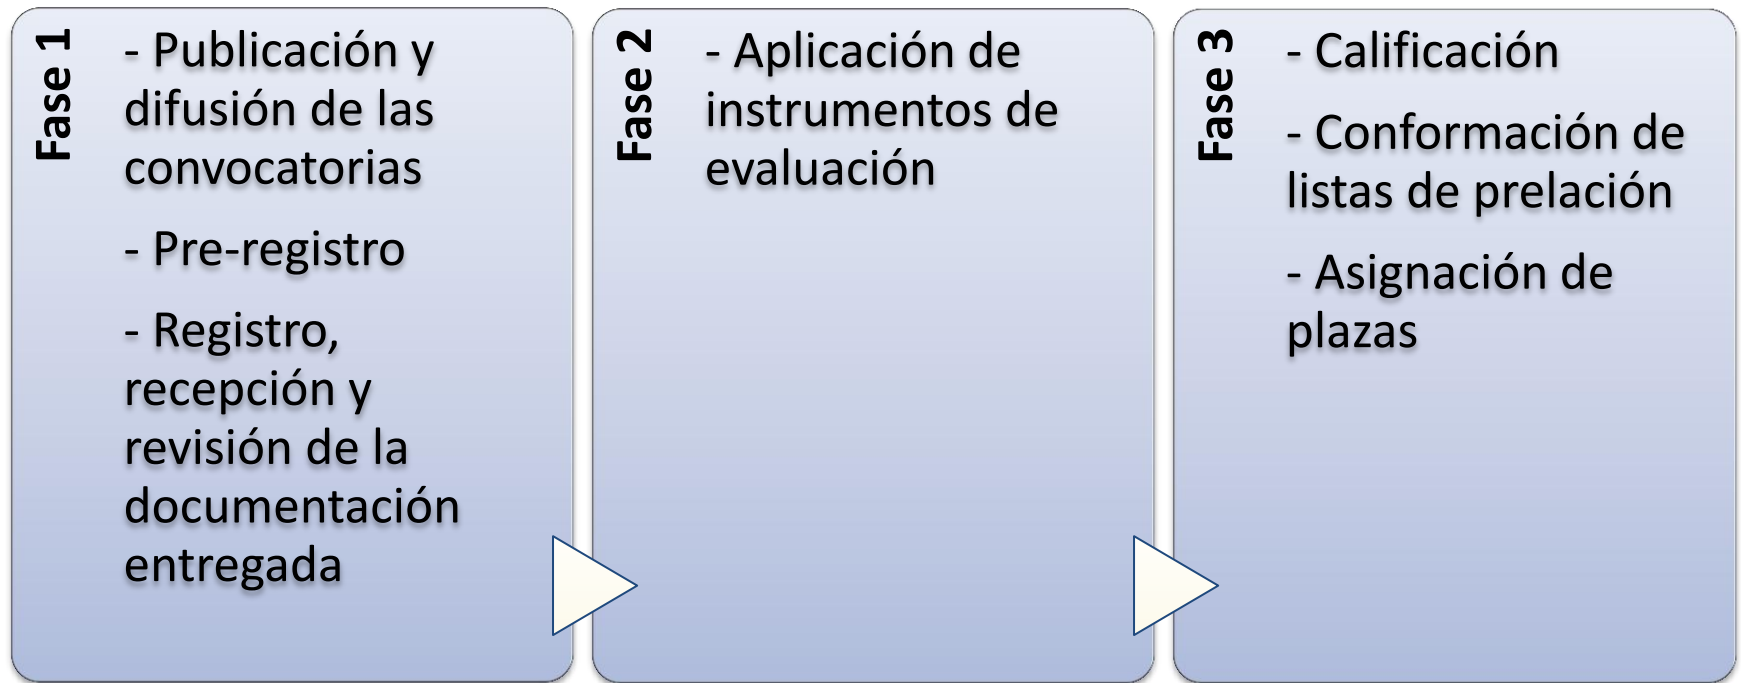 Fase 1
- Publicación y
difusión de las
convocatorias
- Pre-registro
- Registro,
recepción y
revisión de la
documentación
entregada
Fase 2
- Aplicación de
instrumentos de
evaluación
Fase 3
- Calificación
- Conformación de
listas de prelación
- Asignación de
plazas